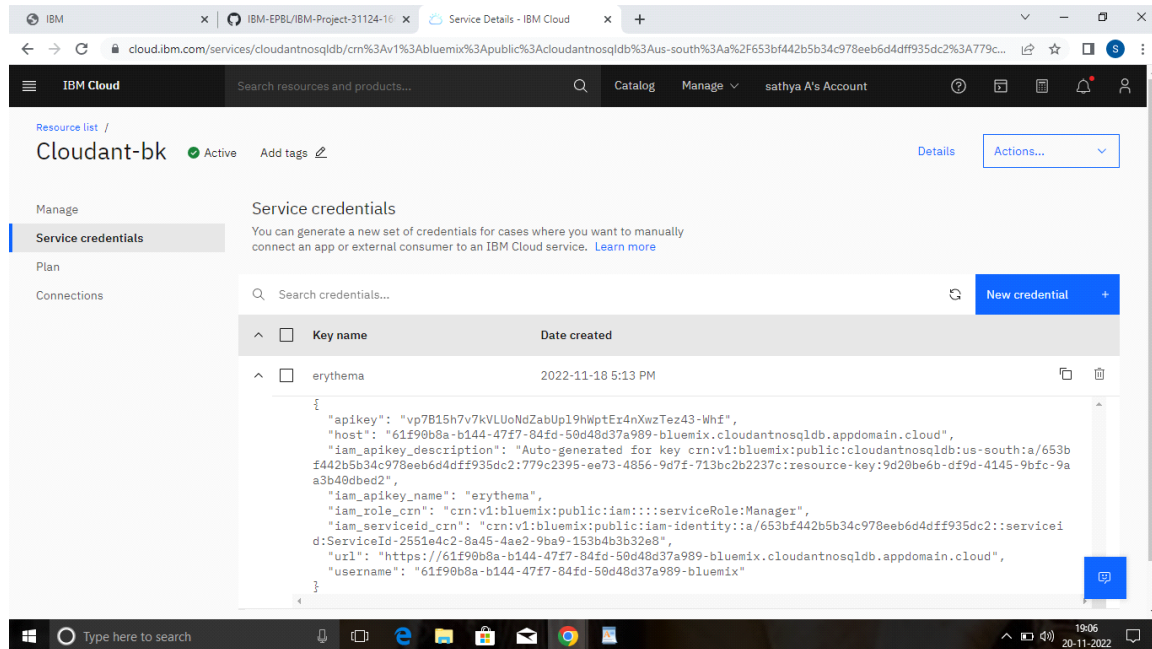 IBM
IBM-EPBL/IBM-Project-31124-16
Service Details - IBM Cloud
cloud.ibm.com/services/cloudantnosqldb/crn%3Av1%3Abluemix%3Apublic%3Acloudantnosqldb%3Aus-south%3Aa%2F653bf442b5b34c978eeb6d4dff935dc2%3A779c...
S
IBM Cloud
Search resources and products...
Catalog
Manage
sathya A's Account
Resource list /
Cloudant-bk
Active
Add tags
Details
Actions...
Manage
Service credentials
Plan
Connections
Service credentials
You can generate a new set of credentials for cases where you want to manually
connect an app or external consumer to an IBM Cloud service. Learn more
Search credentials...
New credential +
Key name
Date created
erythema
2022-11-18 5:13 PM
{
"apikey": "vp7B15h7v7kVLUoNdZabUpl9hWptEr4nXwzTez43-Whf",
"host": "61f90b8a-b144-47f7-84fd-50d48d37a989-bluemix.cloudantnosqldb.appdomain.cloud",
"iam_apikey_description": "Auto-generated for key crn:v1:bluemix:public:cloudantnosqldb:us-south:a/653b
f442b5b34c978eeb6d4dff935dc2:779c2395-ee73-4856-9d7f-713bc2b2237c:resource-key:9d20be6b-df9d-4145-9bfc-9a
a3b40dbed2",
"iam_apikey_name": "erythema",
"iam_role_crn": "crn:v1:bluemix:public:iam::::serviceRole:Manager",
"iam_serviceid_crn": "crn:v1:bluemix:public:iam-identity::a/653bf442b5b34c978eeb6d4dff935dc2::servicei
d:ServiceId-2551e4c2-8a45-4ae2-9ba9-153b4b3b32e8",
"url": "https://61f90b8a-b144-47f7-84fd-50d48d37a989-bluemix.cloudantnosqldb.appdomain.cloud",
"username": "61f90b8a-b144-47f7-84fd-50d48d37a989-bluemix"
}
Type here to search
19:06
20-11-2022